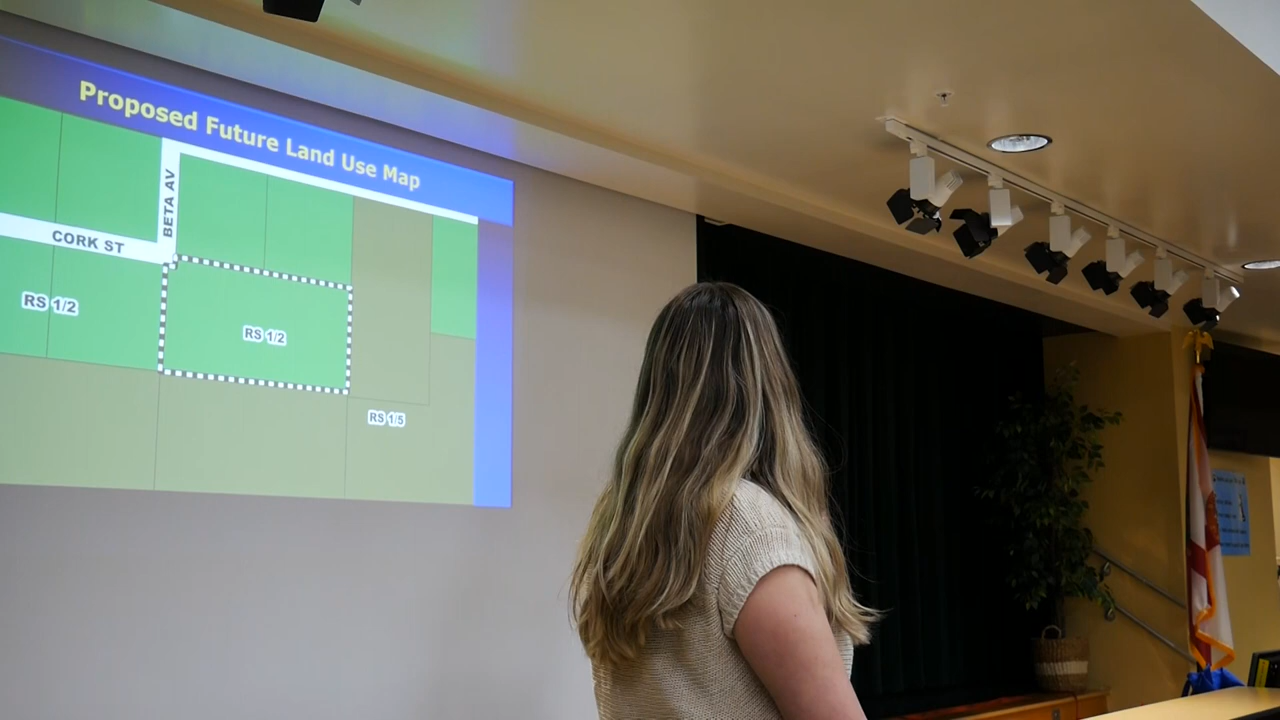 Proposed Future Land Use Map
BETA AV
CORK ST
RS 1/2
RS 1/2
RS 1/5